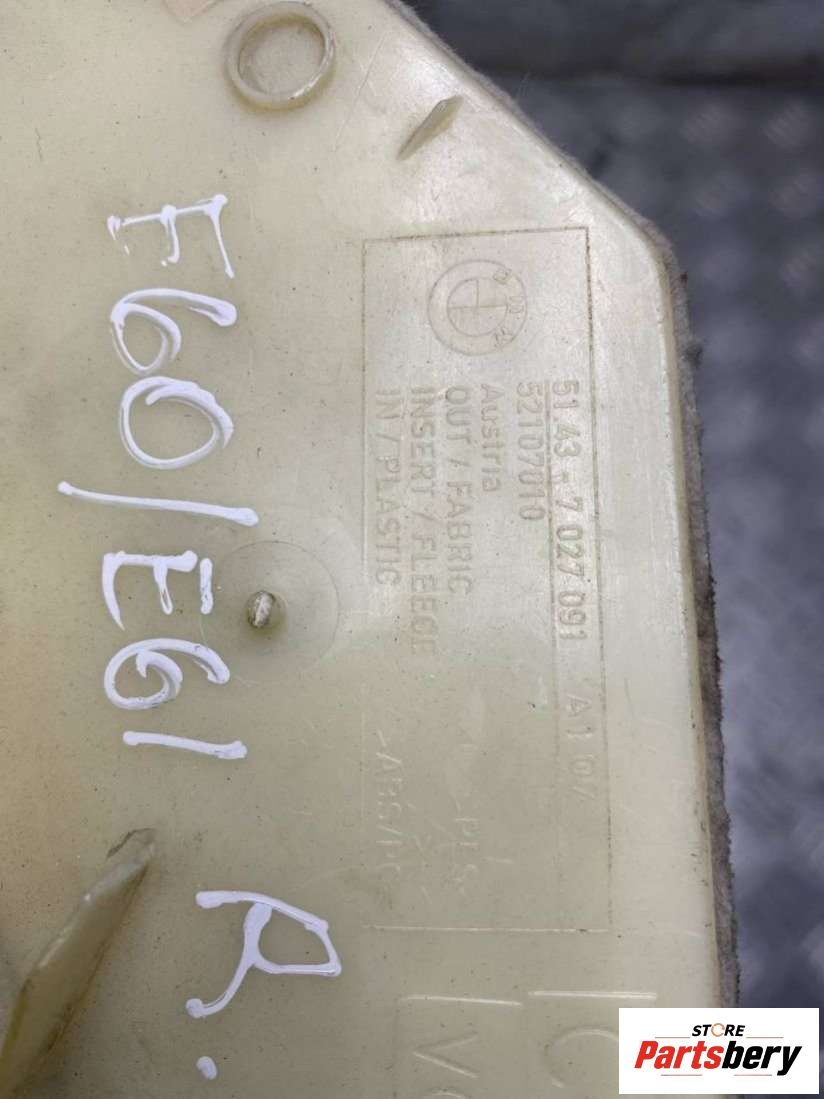 E60/E61 R.
BMW
51.43 - 7 027 091 A1 07
52107010
Austria
OUT / FABRIC
INSERT / FLEECE
IN / PLASTIC
STORE
Partsbery